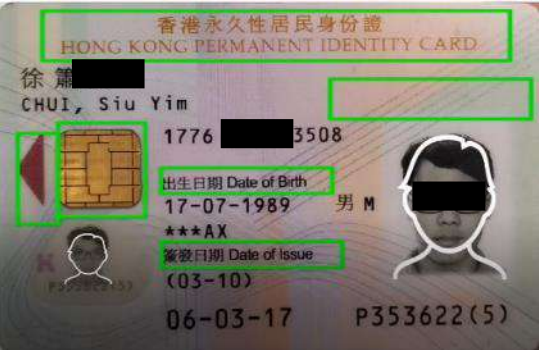 香港永久性居民身份證
HONG KONG PERMANENT IDENTITY CARD
徐 簫
CHUI, Siu Yim
1776 3508
出生日期 Date of Birth
17-07-1989 男 M
***AX
簽發日期 Date of Issue
(03-10)
06-03-17 P353622(5)